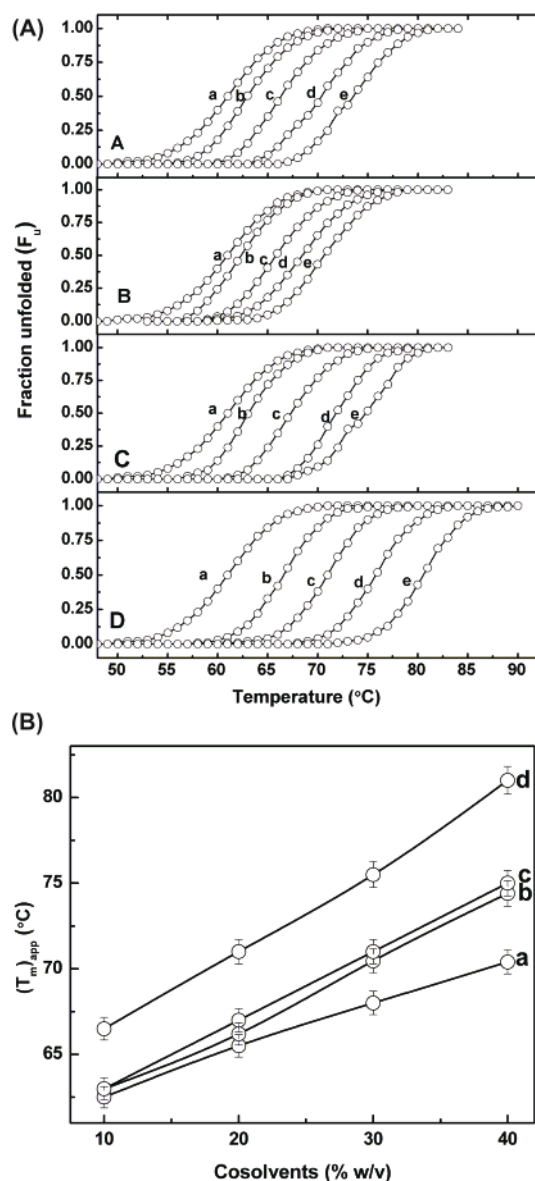 (A)
1.00
0.75
0.50
0.25
0.00
a
b
c
d
e
A
1.00
0.75
0.50
0.25
0.00
a
b
c
d
e
B
1.00
0.75
0.50
0.25
0.00
a
b
c
d
e
C
1.00
0.75
0.50
0.25
0.00
a
b
c
d
e
D
Fraction unfolded (Fu)
50 55 60 65 70 75 80 85 90
Temperature (°C)
(B)
80
75
70
65
(Tm)app (°C)
d
c
b
a
10 20 30 40
Cosolvents (% w/v)